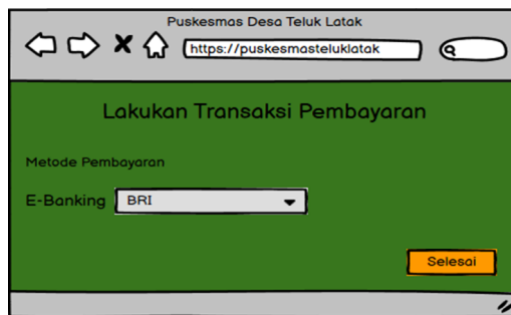 Puskesmas Desa Teluk Latak
https://puskesmasteluklatak
Lakukan Transaksi Pembayaran
Metode Pembayaran
E-Banking BRI
Selesai